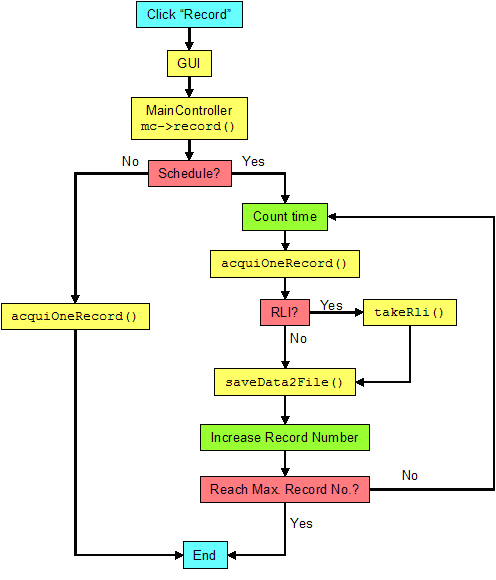 Click “Record”
GUI
MainController
mc->record()
No
Yes
Schedule?
Count time
acquiOneRecord()
acquiOneRecord()
RLI?
Yes
takeRli()
No
saveData2File()
Increase Record Number
Reach Max. Record No.?
No
Yes
End